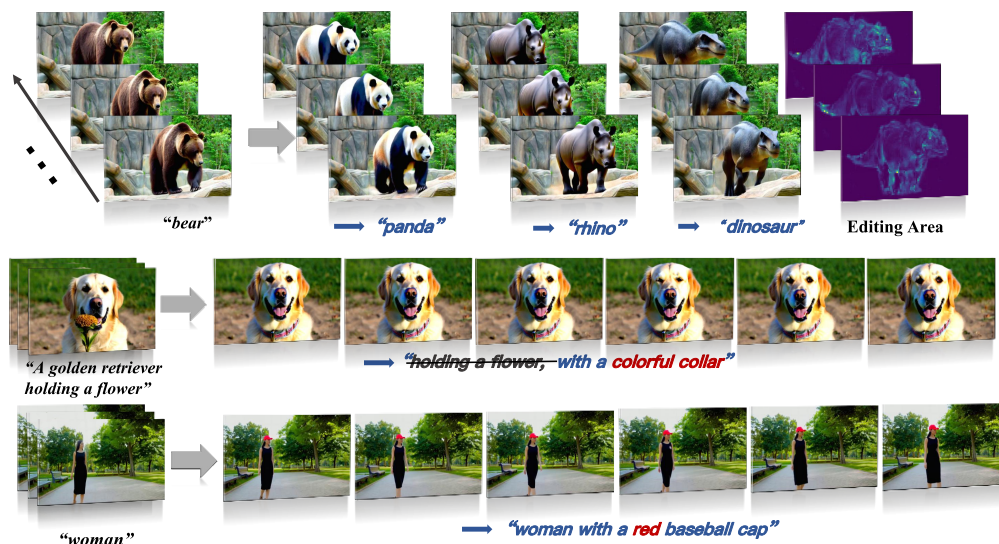 “bear”
“panda”
“rhino”
“dinosaur”
Editing Area
“A golden retriever
holding a flower”
“holding a flower, with a colorful collar”
“woman”
“woman with a red baseball cap”